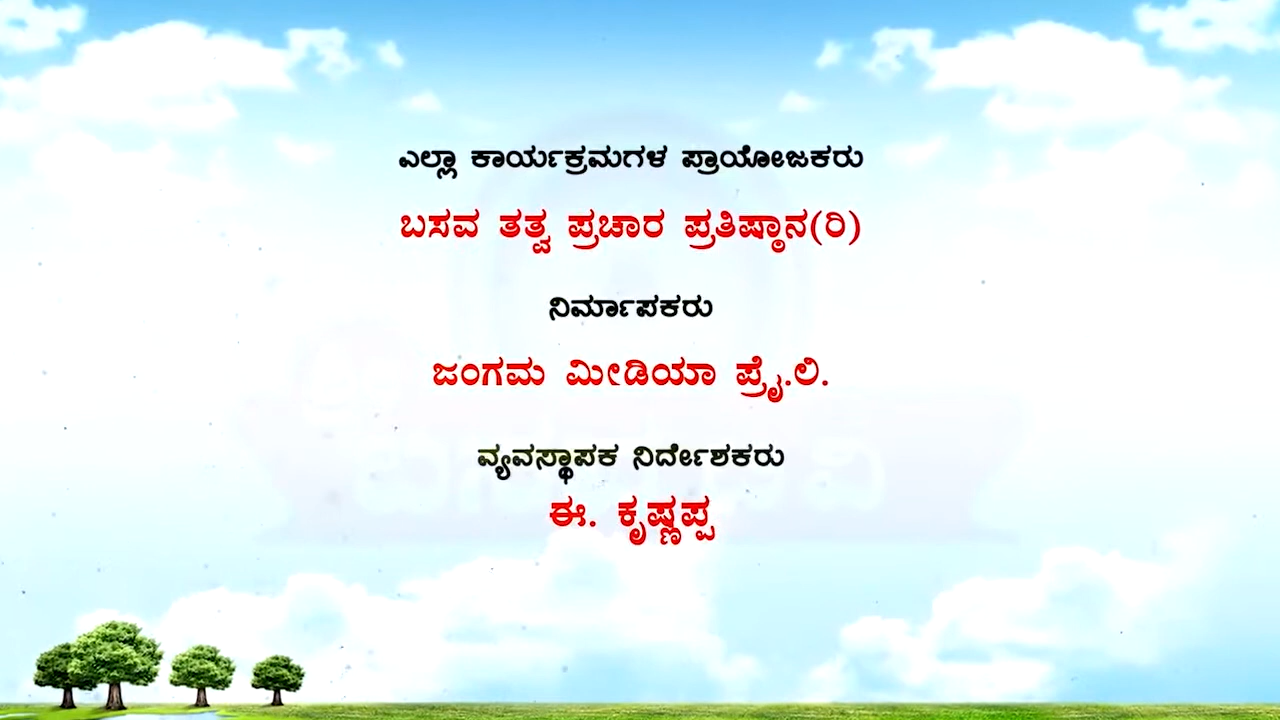 ಎಲ್ಲಾ ಕಾರ್ಯಕ್ರಮಗಳ ಪ್ರಾಯೋಜಕರು
ಬಸವ ತತ್ವ ಪ್ರಚಾರ ಪ್ರತಿಷ್ಠಾನ(ರಿ)
ನಿರ್ಮಾಪಕರು
ಜಂಗಮ ಮೀಡಿಯಾ ಪ್ರೈ.ಲಿ.
ವ್ಯವಸ್ಥಾಪಕ ನಿರ್ದೇಶಕರು
ಈ. ಕೃಷ್ಣಪ್ಪ